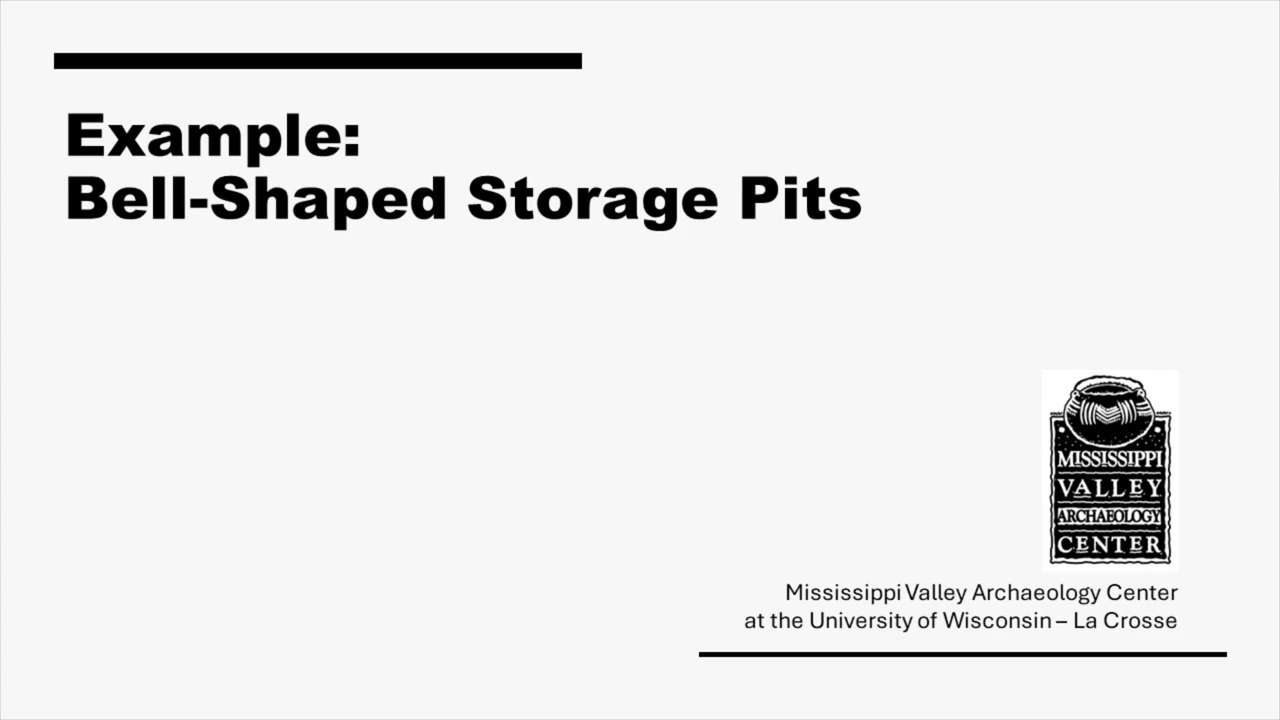 Example:
Bell-Shaped Storage Pits
MISSISSIPPI
VALLEY
ARCHAEOLOGY
CENTER
Mississippi Valley Archaeology Center
at the University of Wisconsin – La Crosse